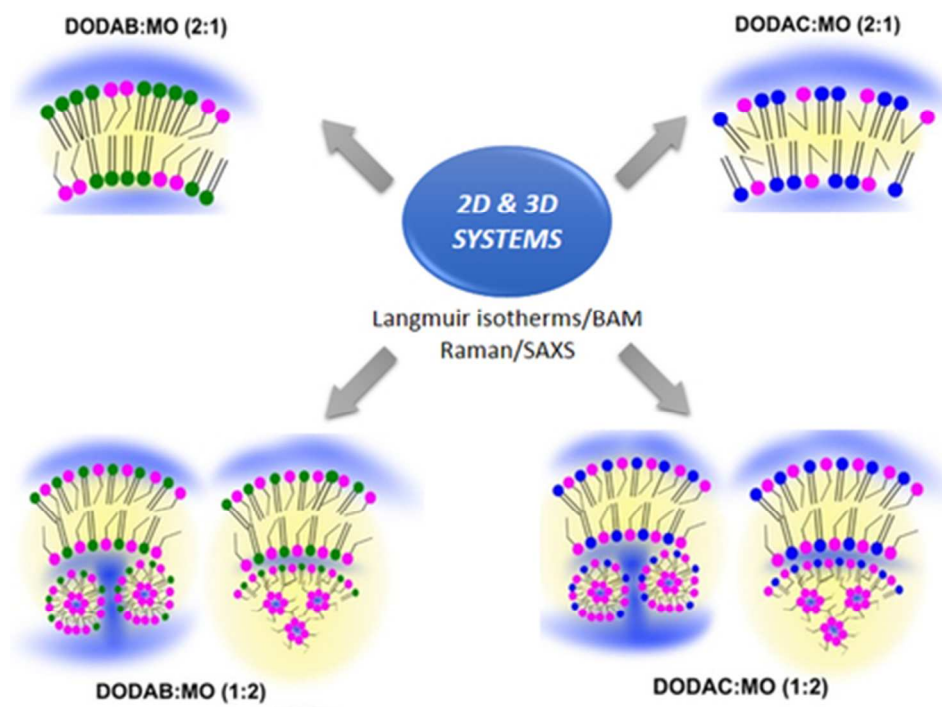 DODAB:MO (2:1)
DODAC:MO (2:1)
2D & 3D
SYSTEMS
Langmuir isotherms/BAM
Raman/SAXS
DODAB:MO (1:2)
DODAC:MO (1:2)